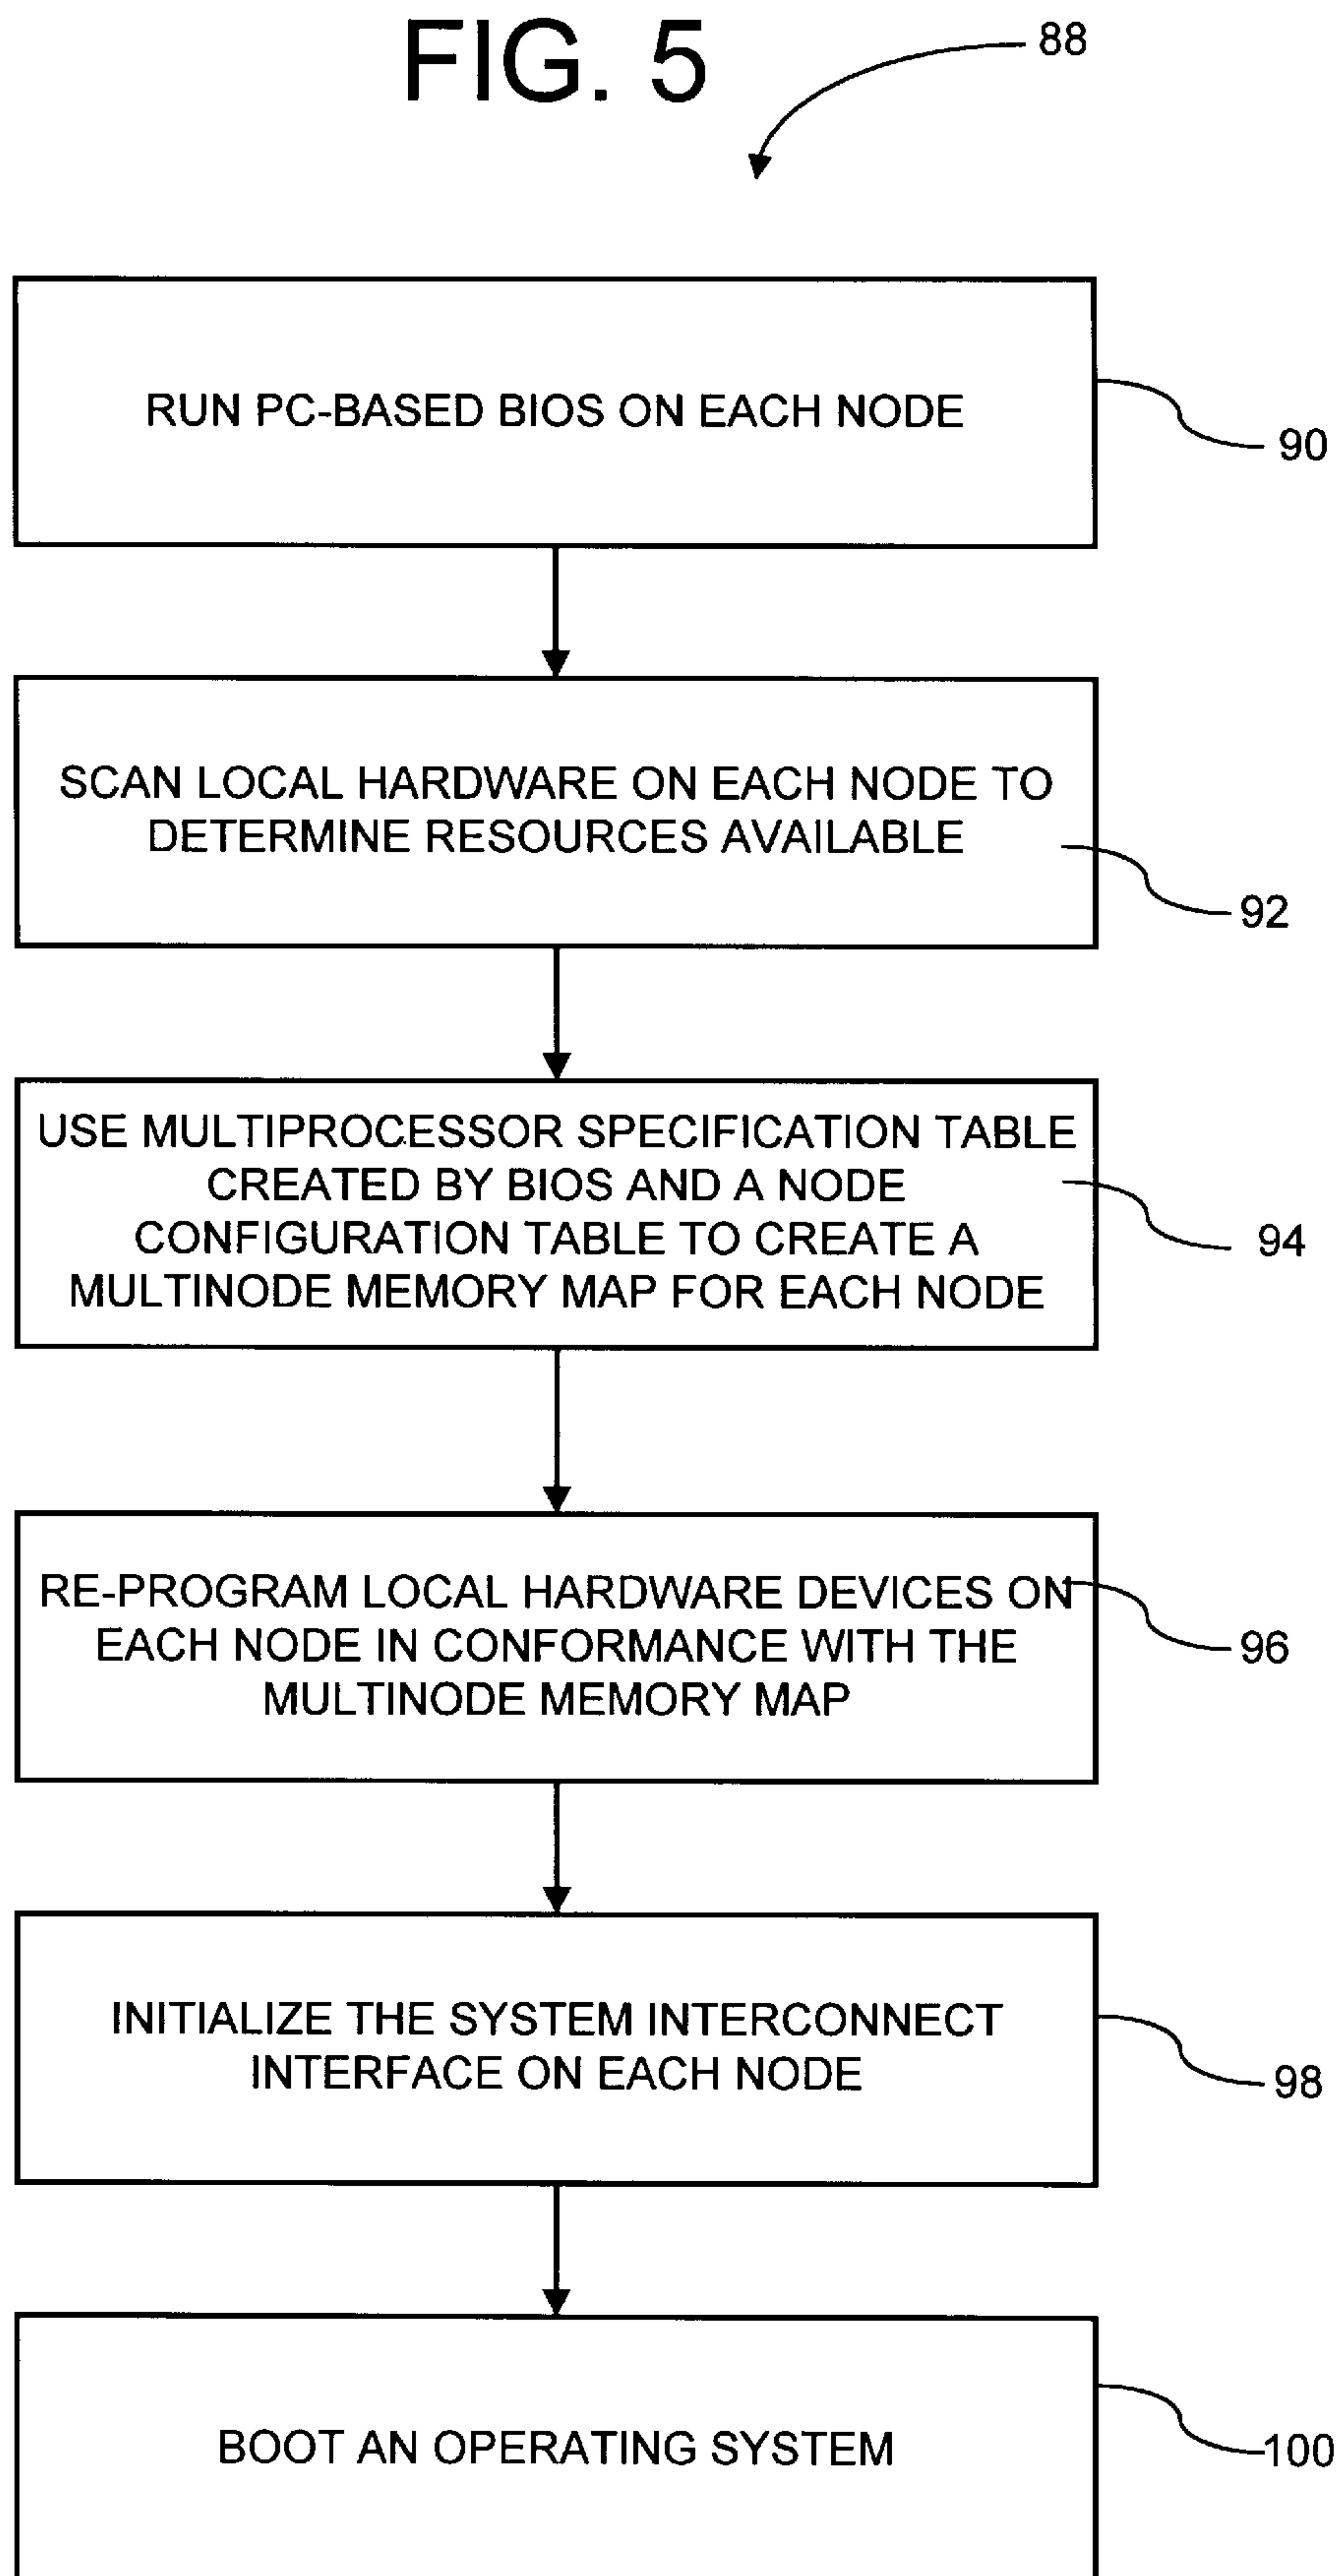 FIG. 5
88
RUN PC-BASED BIOS ON EACH NODE
90
SCAN LOCAL HARDWARE ON EACH NODE TO
DETERMINE RESOURCES AVAILABLE
92
USE MULTIPROCESSOR SPECIFICATION TABLE
CREATED BY BIOS AND A NODE
CONFIGURATION TABLE TO CREATE A
MULTINODE MEMORY MAP FOR EACH NODE
94
RE-PROGRAM LOCAL HARDWARE DEVICES ON
EACH NODE IN CONFORMANCE WITH THE
MULTINODE MEMORY MAP
96
INITIALIZE THE SYSTEM INTERCONNECT
INTERFACE ON EACH NODE
98
BOOT AN OPERATING SYSTEM
100